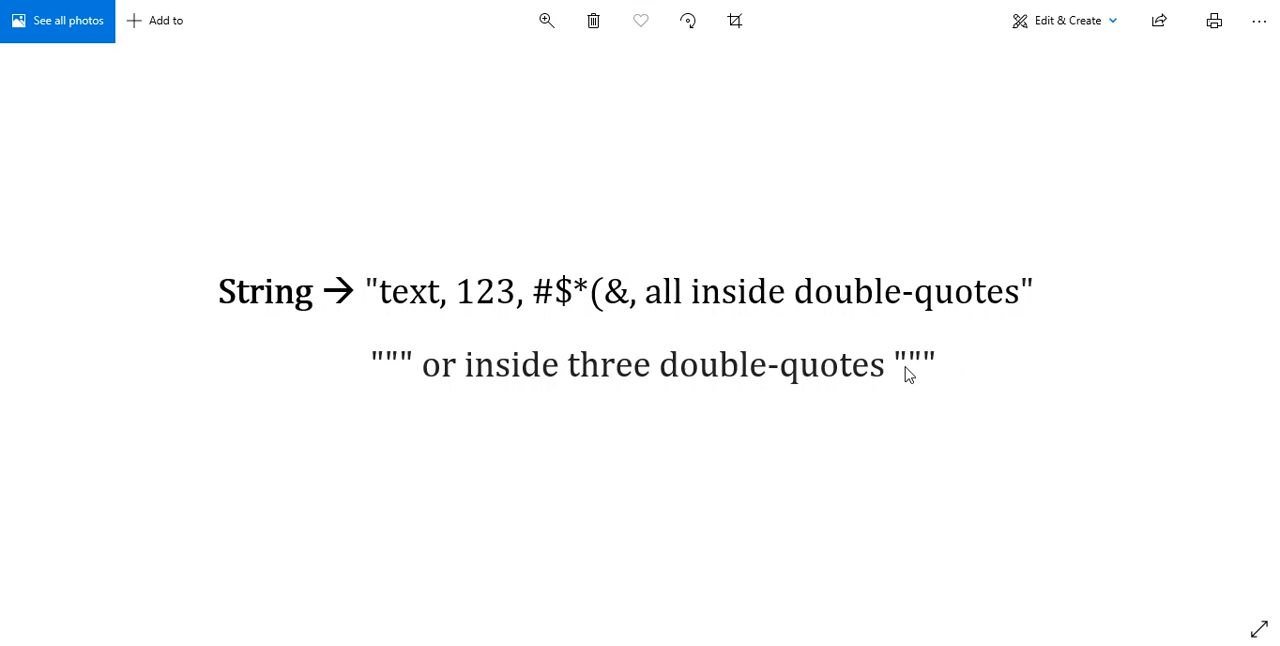 See all photos Add to Edit & Create
String → "text, 123, #$*(&, all inside double-quotes"
""" or inside three double-quotes """